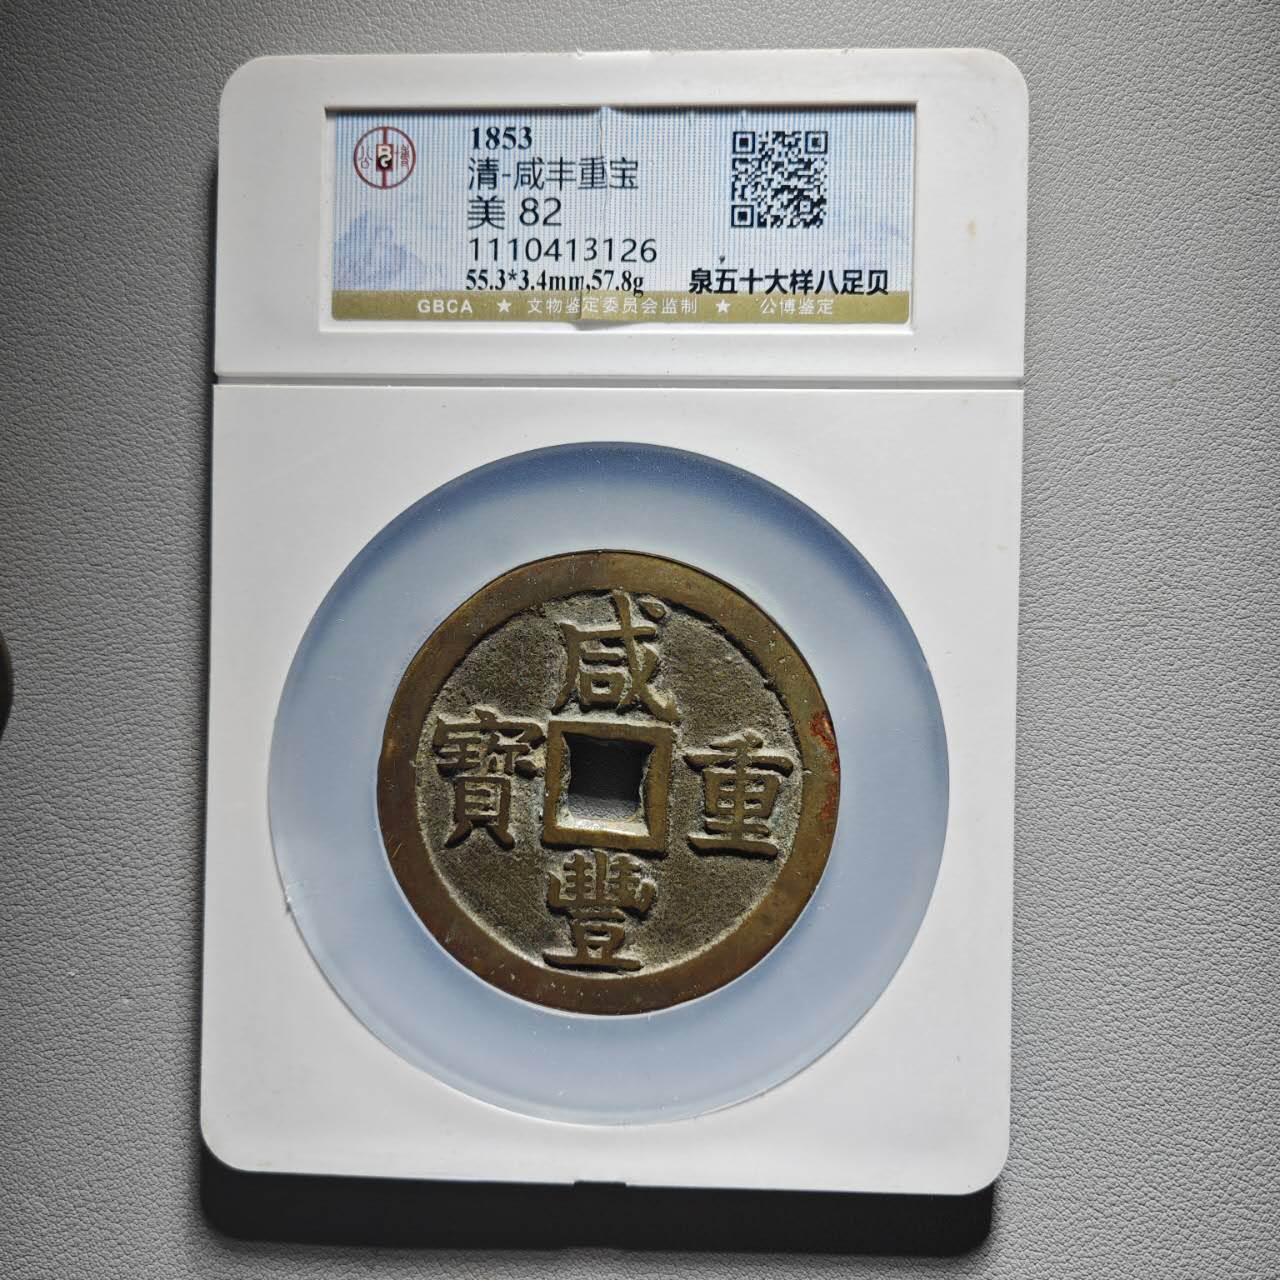 公博
1853
清-咸丰重宝
美 82
1110413126
55.3*3.4mm,57.8g 泉五十大样八足贝
GBCA ★ 文物鉴定委员会监制 ★ 公博鉴定
咸
寶 重
豐